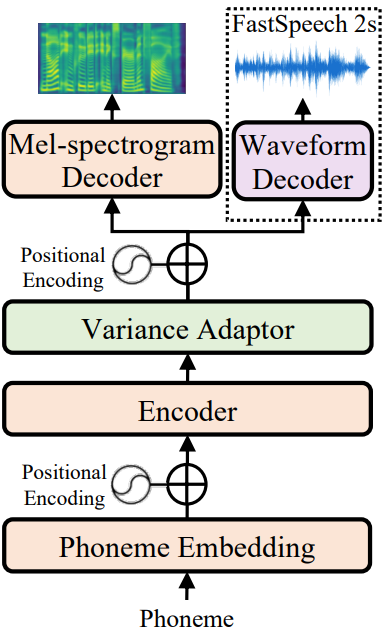 FastSpeech 2s
Mel-spectrogram
Decoder
Waveform
Decoder
Positional
Encoding
Variance Adaptor
Encoder
Positional
Encoding
Phoneme Embedding
Phoneme